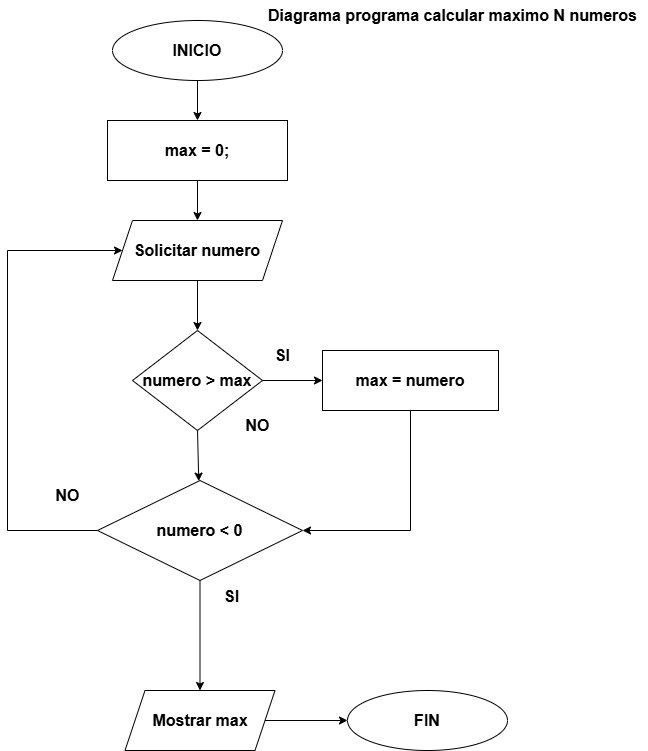 Diagrama programa calcular maximo N numeros
INICIO
max = 0;
Solicitar numero
numero > max
SI
max = numero
NO
NO
numero < 0
SI
Mostrar max
FIN